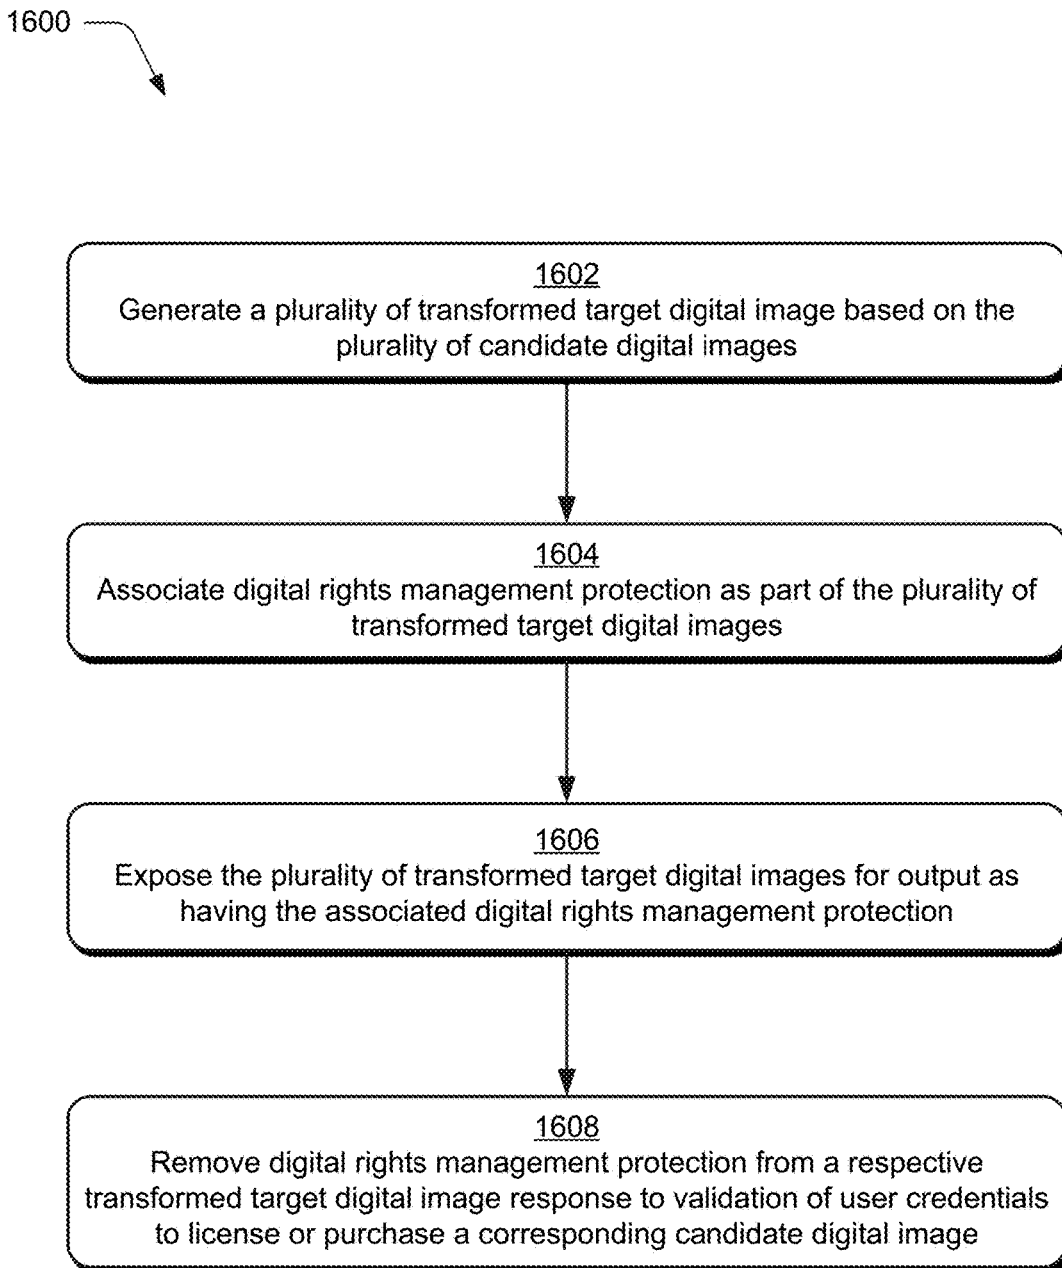 1600
1602
Generate a plurality of transformed target digital image based on the
plurality of candidate digital images
1604
Associate digital rights management protection as part of the plurality of
transformed target digital images
1606
Expose the plurality of transformed target digital images for output as
having the associated digital rights management protection
1608
Remove digital rights management protection from a respective
transformed target digital image response to validation of user credentials
to license or purchase a corresponding candidate digital image